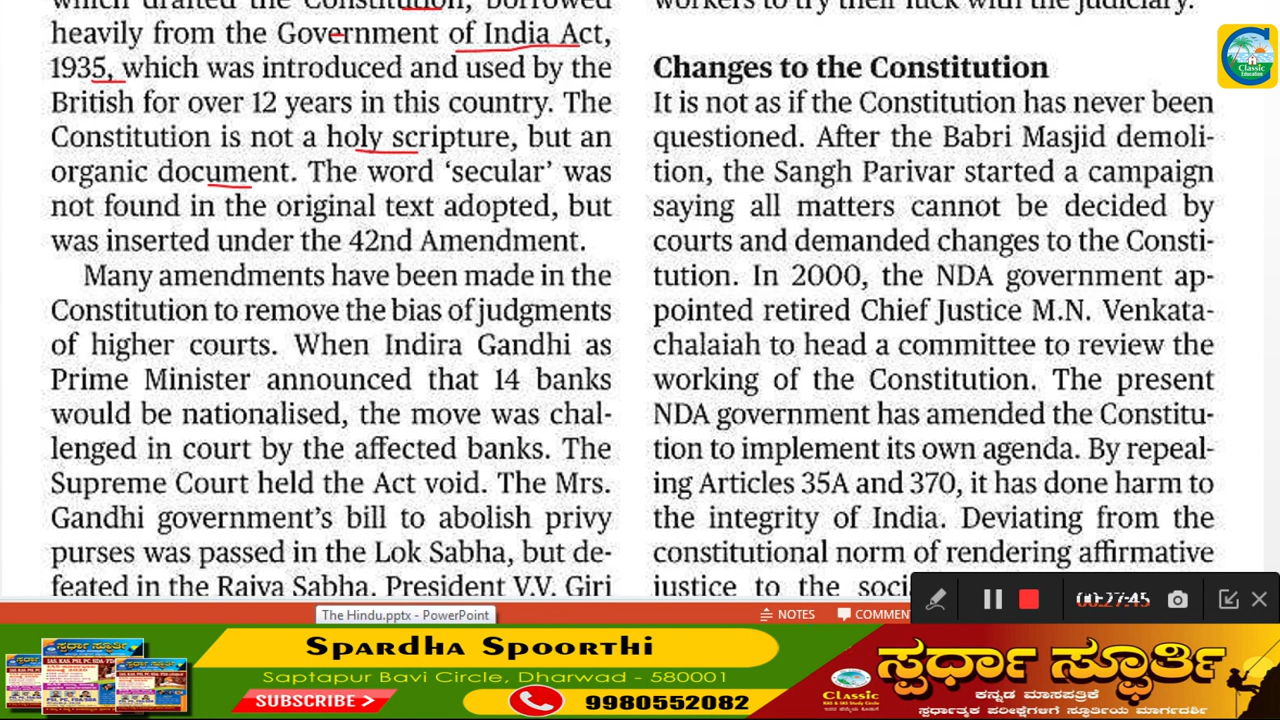 which drafted the Constitution, borrowed
heavily from the Government of India Act,
1935, which was introduced and used by the
British for over 12 years in this country. The
Constitution is not a holy scripture, but an
organic document. The word ‘secular’ was
not found in the original text adopted, but
was inserted under the 42nd Amendment.
Many amendments have been made in the
Constitution to remove the bias of judgments
of higher courts. When Indira Gandhi as
Prime Minister announced that 14 banks
would be nationalised, the move was chal-
lenged in court by the affected banks. The
Supreme Court held the Act void. The Mrs.
Gandhi government’s bill to abolish privy
purses was passed in the Lok Sabha, but de-
feated in the Rajya Sabha. President V.V. Giri
workers to try their luck with the judiciary.
Changes to the Constitution
It is not as if the Constitution has never been
questioned. After the Babri Masjid demoli-
tion, the Sangh Parivar started a campaign
saying all matters cannot be decided by
courts and demanded changes to the Consti-
tution. In 2000, the NDA government ap-
pointed retired Chief Justice M.N. Venkata-
chalaiah to head a committee to review the
working of the Constitution. The present
NDA government has amended the Constitu-
tion to implement its own agenda. By repeal-
ing Articles 35A and 370, it has done harm to
the integrity of India. Deviating from the
constitutional norm of rendering affirmative
justice to the
Classic
Education
The Hindu.pptx - PowerPoint
NOTES
COMMEN
00:27:45
Spardha Spoorthi
Saptapur Bavi Circle, Dharwad - 580001
SUBSCRIBE
9980552082
Classic
KAS & IAS Study Circle
ಸ್ಪರ್ಧಾ ಸ್ಫೂರ್ತಿ
ಕನ್ನಡ ಮಾಸಪತ್ರಿಕೆ
ಸ್ಪರ್ಧಾತ್ಮಕ ಪರೀಕ್ಷೆಗಳಿಗೆ ಸ್ಫೂರ್ತಿಯ ಮಾರ್ಗದರ್ಶಿ